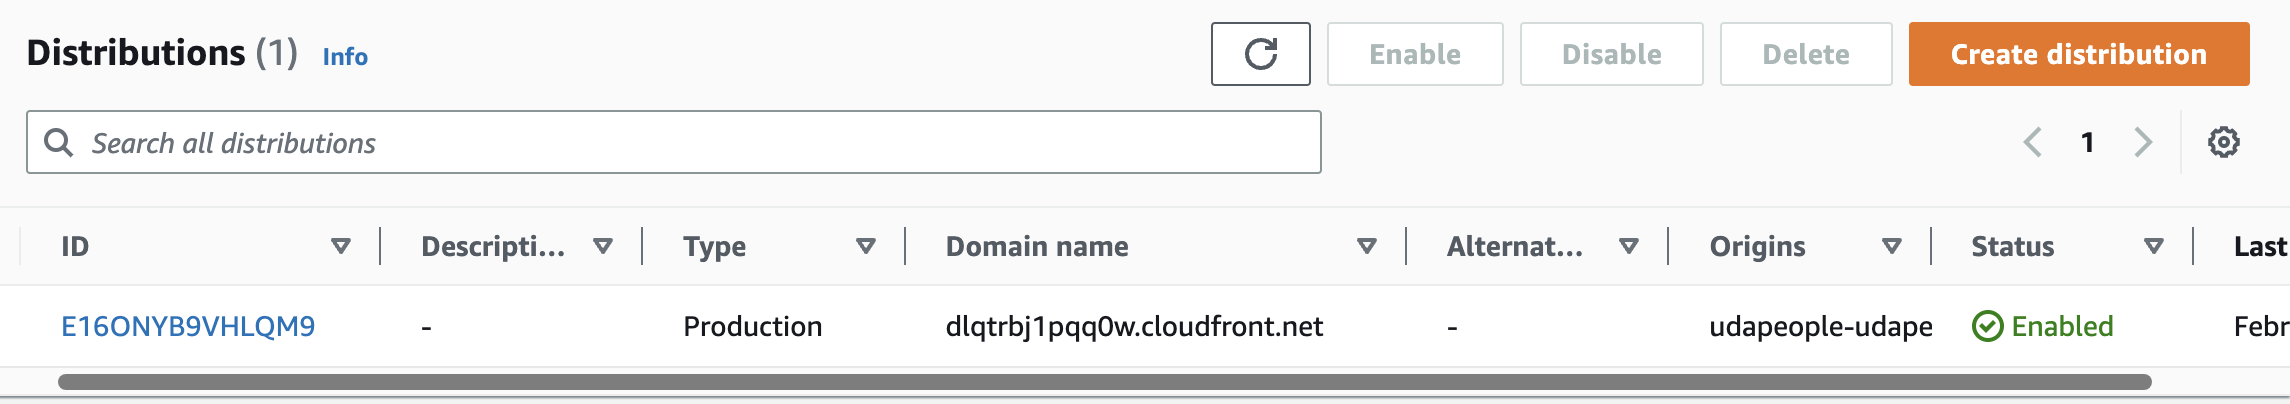 Distributions (1) Info Enable Disable Delete Create distribution
Search all distributions 1
ID Descripti... Type Domain name Alternat... Origins Status Last
E16ONYB9VHLQM9 - Production dlqtrbj1pqq0w.cloudfront.net - udapeople-udape Enabled Febr